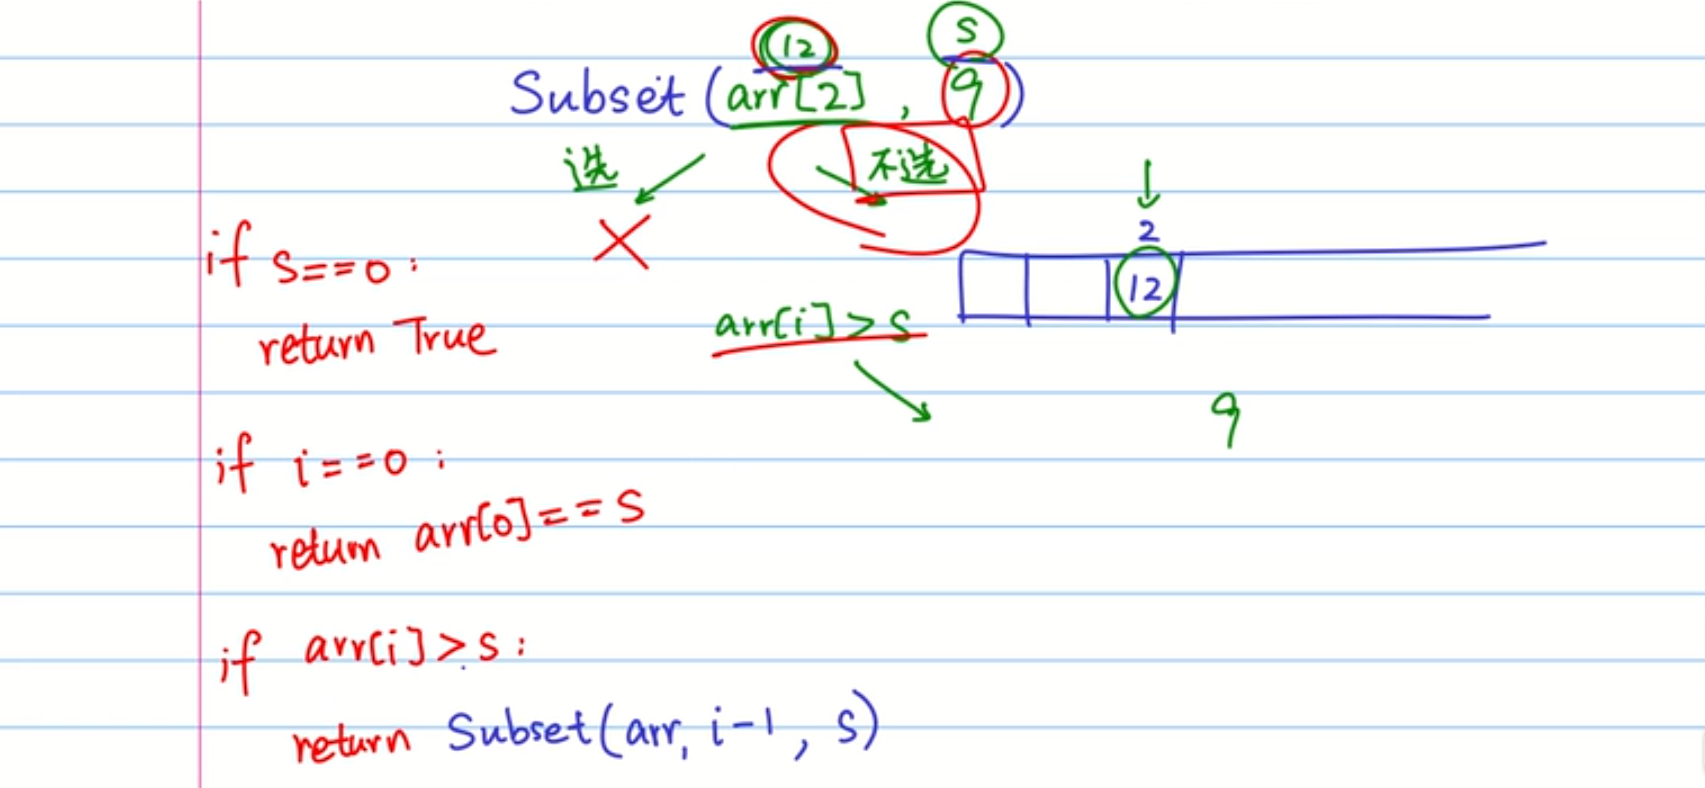 12 S
Subset (arr[2] , 9)
选 不选
2
12
if s==0 :
return True
arr[i] > s
9
if i==0 :
return arr[0]==S
if arr[i]>s :
return Subset(arr, i-1, s)